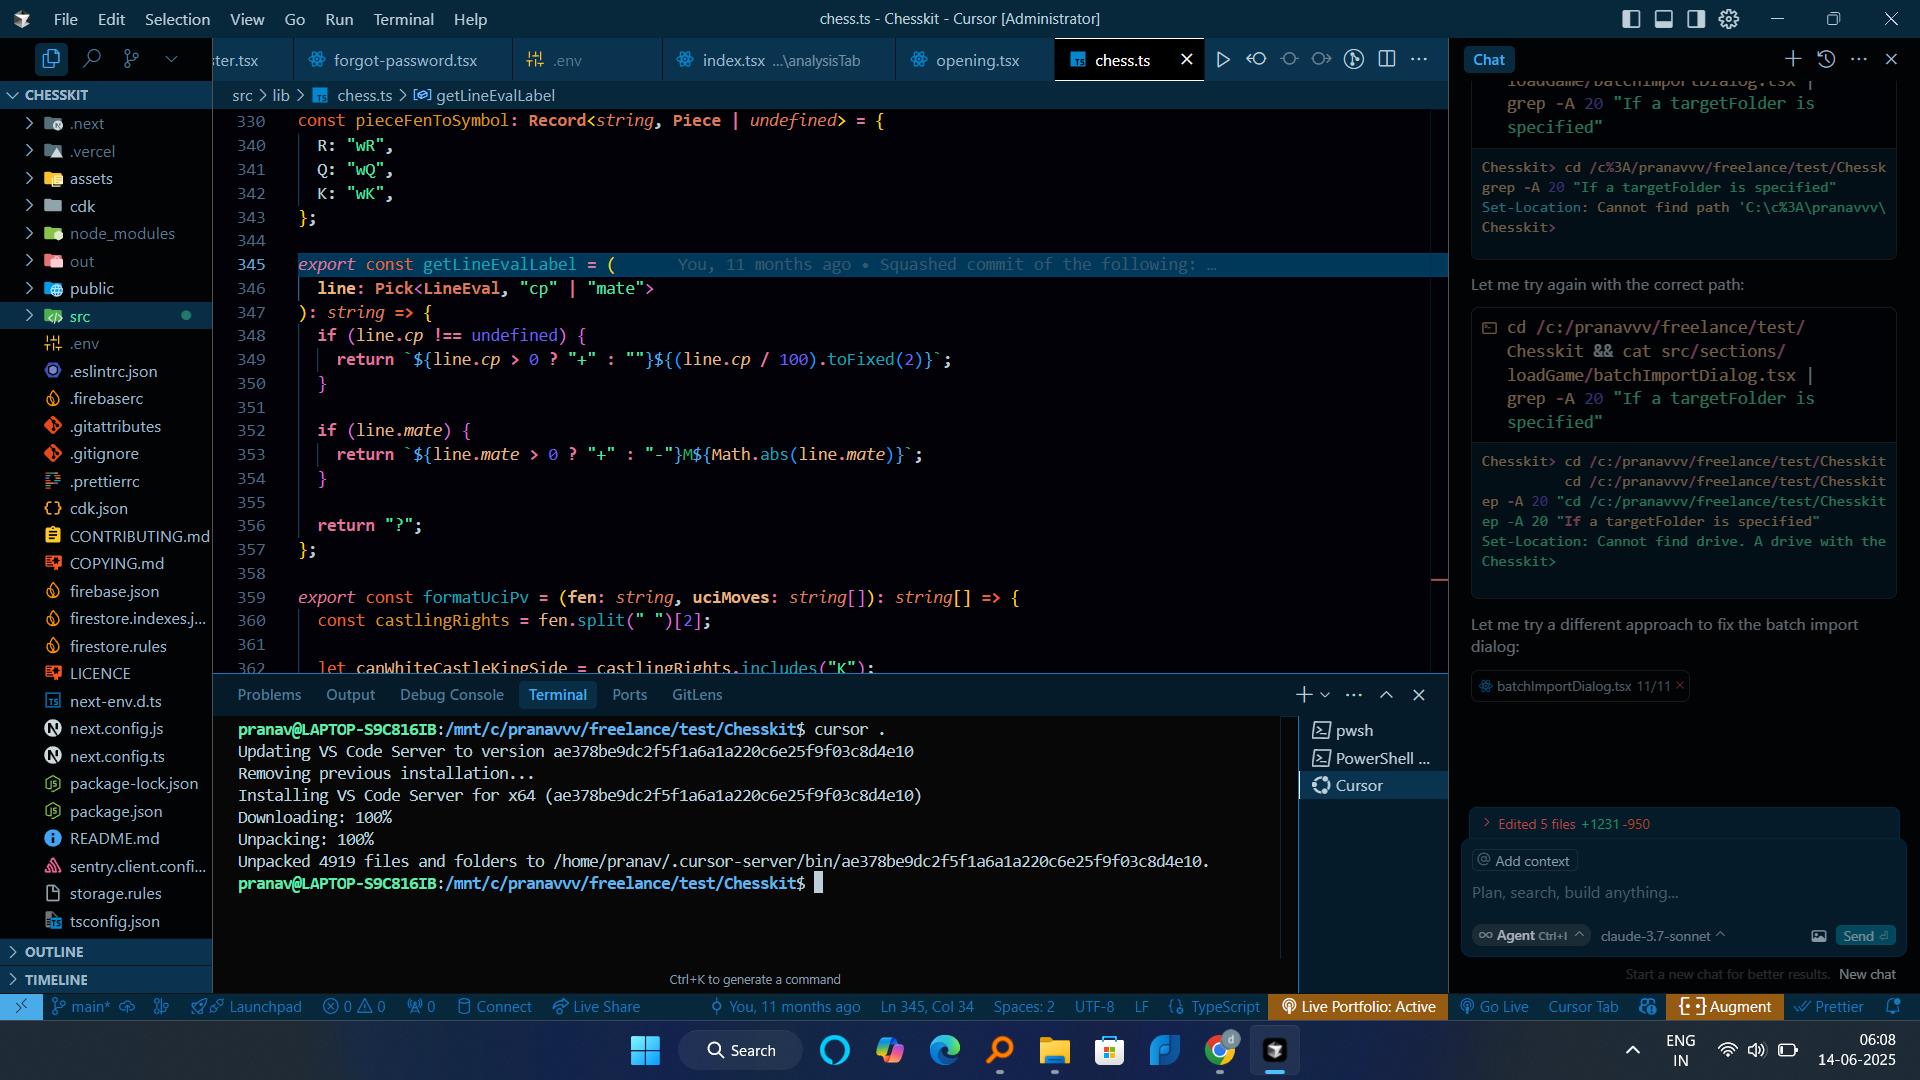 File Edit Selection View Go Run Terminal Help
chess.ts - Chesskit - Cursor [Administrator]
ster.tsx
forgot-password.tsx
.env
index.tsx ...\analysisTab
opening.tsx
chess.ts
CHESSKIT
.next
.vercel
assets
cdk
node_modules
out
public
src
.env
.eslintrc.json
.firebaserc
.gitattributes
.gitignore
.prettierrc
cdk.json
CONTRIBUTING.md
COPYING.md
firebase.json
firestore.indexes.j...
firestore.rules
LICENCE
next-env.d.ts
next.config.js
next.config.ts
package-lock.json
package.json
README.md
sentry.client.confi...
storage.rules
tsconfig.json
OUTLINE
TIMELINE
src > lib > chess.ts > getLineEvalLabel
330 const pieceFenToSymbol: Record<string, Piece | undefined> = {
340 R: "wR",
341 Q: "wQ",
342 K: "wK",
343 };
344
345 export const getLineEvalLabel = ( You, 11 months ago • Squashed commit of the following: …
346 line: Pick<LineEval, "cp" | "mate">
347 ): string => {
348 if (line.cp !== undefined) {
349 return `${line.cp > 0 ? "+" : ""}${(line.cp / 100).toFixed(2)}`;
350 }
351
352 if (line.mate) {
353 return `${line.mate > 0 ? "+" : "-"}M${Math.abs(line.mate)}`;
354 }
355
356 return "?";
357 };
358
359 export const formatUciPv = (fen: string, uciMoves: string[]): string[] => {
360 const castlingRights = fen.split(" ")[2];
361
362 let canWhiteCastleKingSide = castlingRights.includes("K");
Problems Output Debug Console Terminal Ports GitLens
pranav@LAPTOP-S9C816IB:/mnt/c/pranavvv/freelance/test/Chesskit$ cursor .
Updating VS Code Server to version ae378be9dc2f5f1a6a1a220c6e25f9f03c8d4e10
Removing previous installation...
Installing VS Code Server for x64 (ae378be9dc2f5f1a6a1a220c6e25f9f03c8d4e10)
Downloading: 100%
Unpacking: 100%
Unpacked 4919 files and folders to /home/pranav/.cursor-server/bin/ae378be9dc2f5f1a6a1a220c6e25f9f03c8d4e10.
pranav@LAPTOP-S9C816IB:/mnt/c/pranavvv/freelance/test/Chesskit$
Ctrl+K to generate a command
pwsh
PowerShell ...
Cursor
Chat
loadGame/batchImportDialog.tsx |
grep -A 20 "If a targetFolder is
specified"
Chesskit> cd /c%3A/pranavvv/freelance/test/Chessk
grep -A 20 "If a targetFolder is specified"
Set-Location: Cannot find path 'C:\c%3A\pranavvv\
Chesskit>
Let me try again with the correct path:
cd /c:/pranavvv/freelance/test/
Chesskit && cat src/sections/
loadGame/batchImportDialog.tsx |
grep -A 20 "If a targetFolder is
specified"
Chesskit> cd /c:/pranavvv/freelance/test/Chesskit
cd /c:/pranavvv/freelance/test/Chesskit
ep -A 20 "cd /c:/pranavvv/freelance/test/Chesskit
ep -A 20 "If a targetFolder is specified"
Set-Location: Cannot find drive. A drive with the
Chesskit>
Let me try a different approach to fix the batch import
dialog:
batchImportDialog.tsx 11/11
Edited 5 files +1231 -950
@ Add context
Plan, search, build anything...
Agent Ctrl+I
claude-3.7-sonnet
Send
Start a new chat for better results. New chat
main* Launchpad 0 0 0 Connect Live Share You, 11 months ago Ln 345, Col 34 Spaces: 2 UTF-8 LF TypeScript Live Portfolio: Active Go Live Cursor Tab Augment Prettier
Search
d
ENG
IN
06:08
14-06-2025